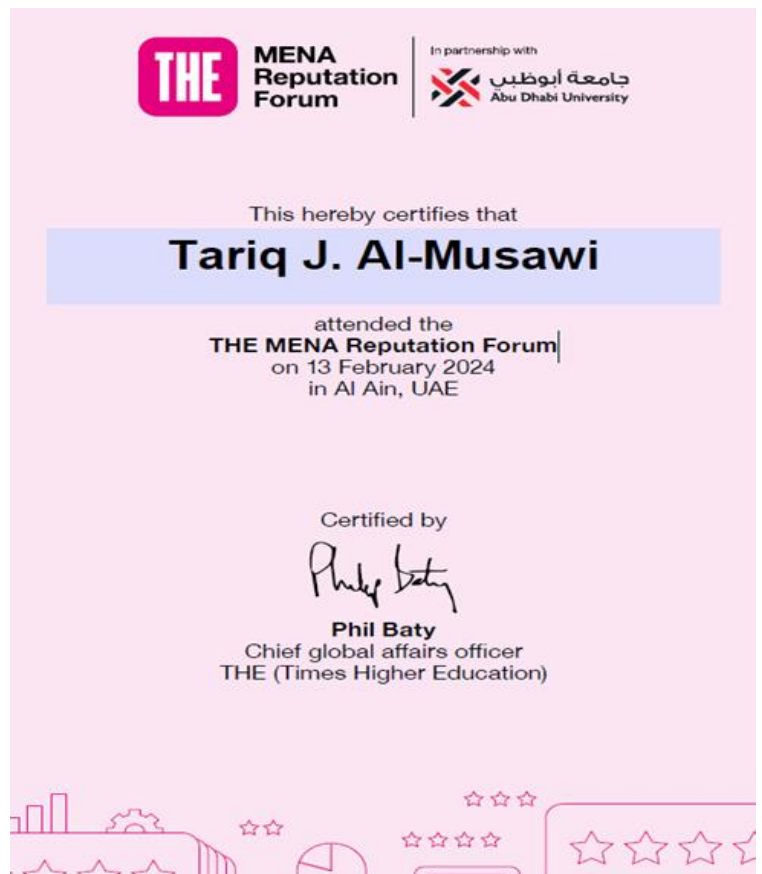 THE
MENA
Reputation
Forum
In partnership with
جامعة أبوظبي
Abu Dhabi University
This hereby certifies that
Tariq J. Al-Musawi
attended the
THE MENA Reputation Forum
on 13 February 2024
in Al Ain, UAE
Certified by
Philip Baty
Phil Baty
Chief global affairs officer
THE (Times Higher Education)